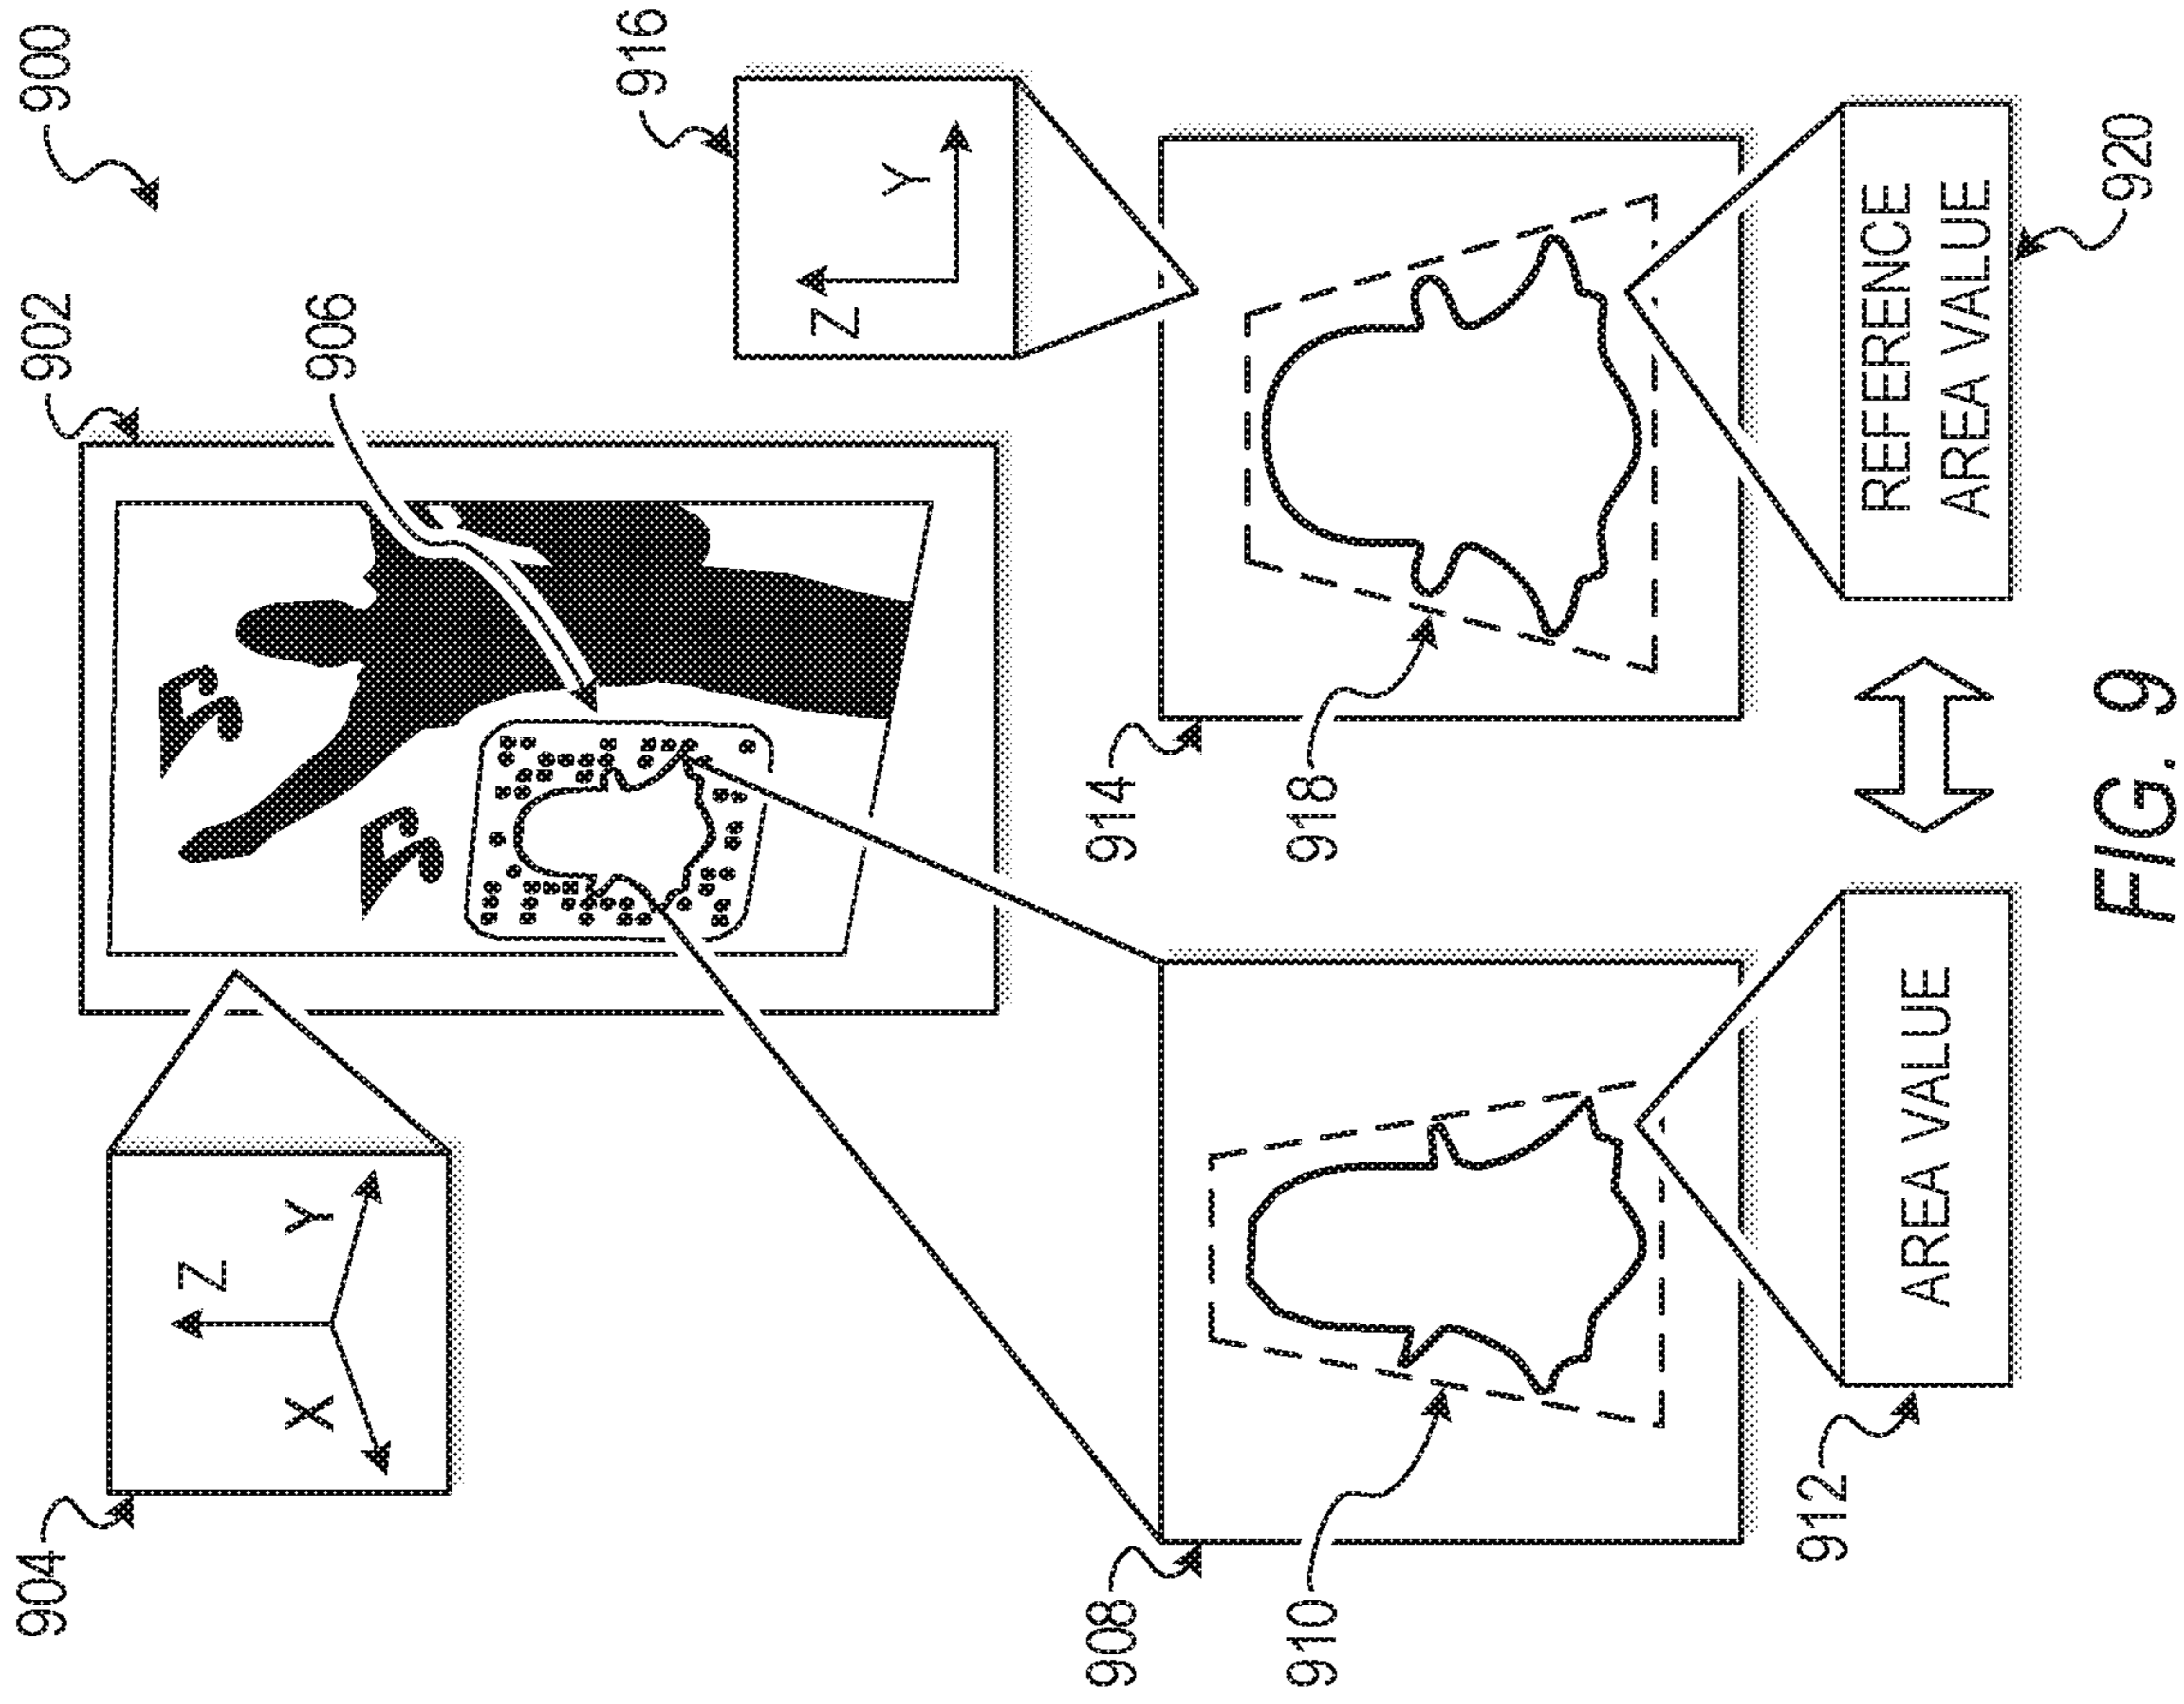 900
902
904
906
X
Y
Z
908
910
914
916
Z
Y
918
912
AREA VALUE
REFERENCE
AREA VALUE
920
FIG. 9